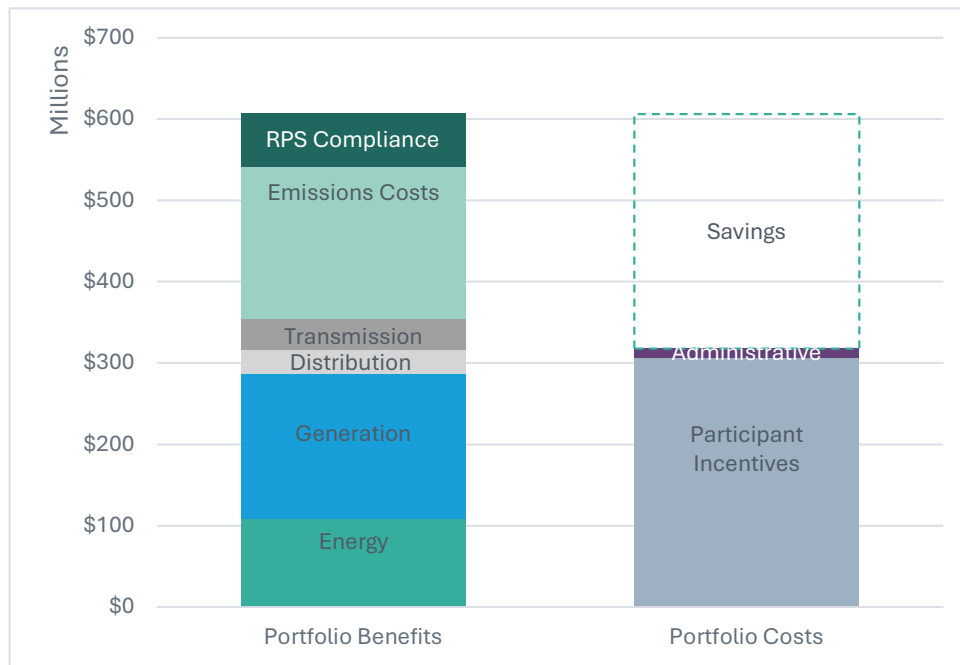 Millions
$700
$600
$500
$400
$300
$200
$100
$0
RPS Compliance
Emissions Costs
Transmission
Distribution
Generation
Energy
Savings
Administrative
Participant
Incentives
Portfolio Benefits
Portfolio Costs